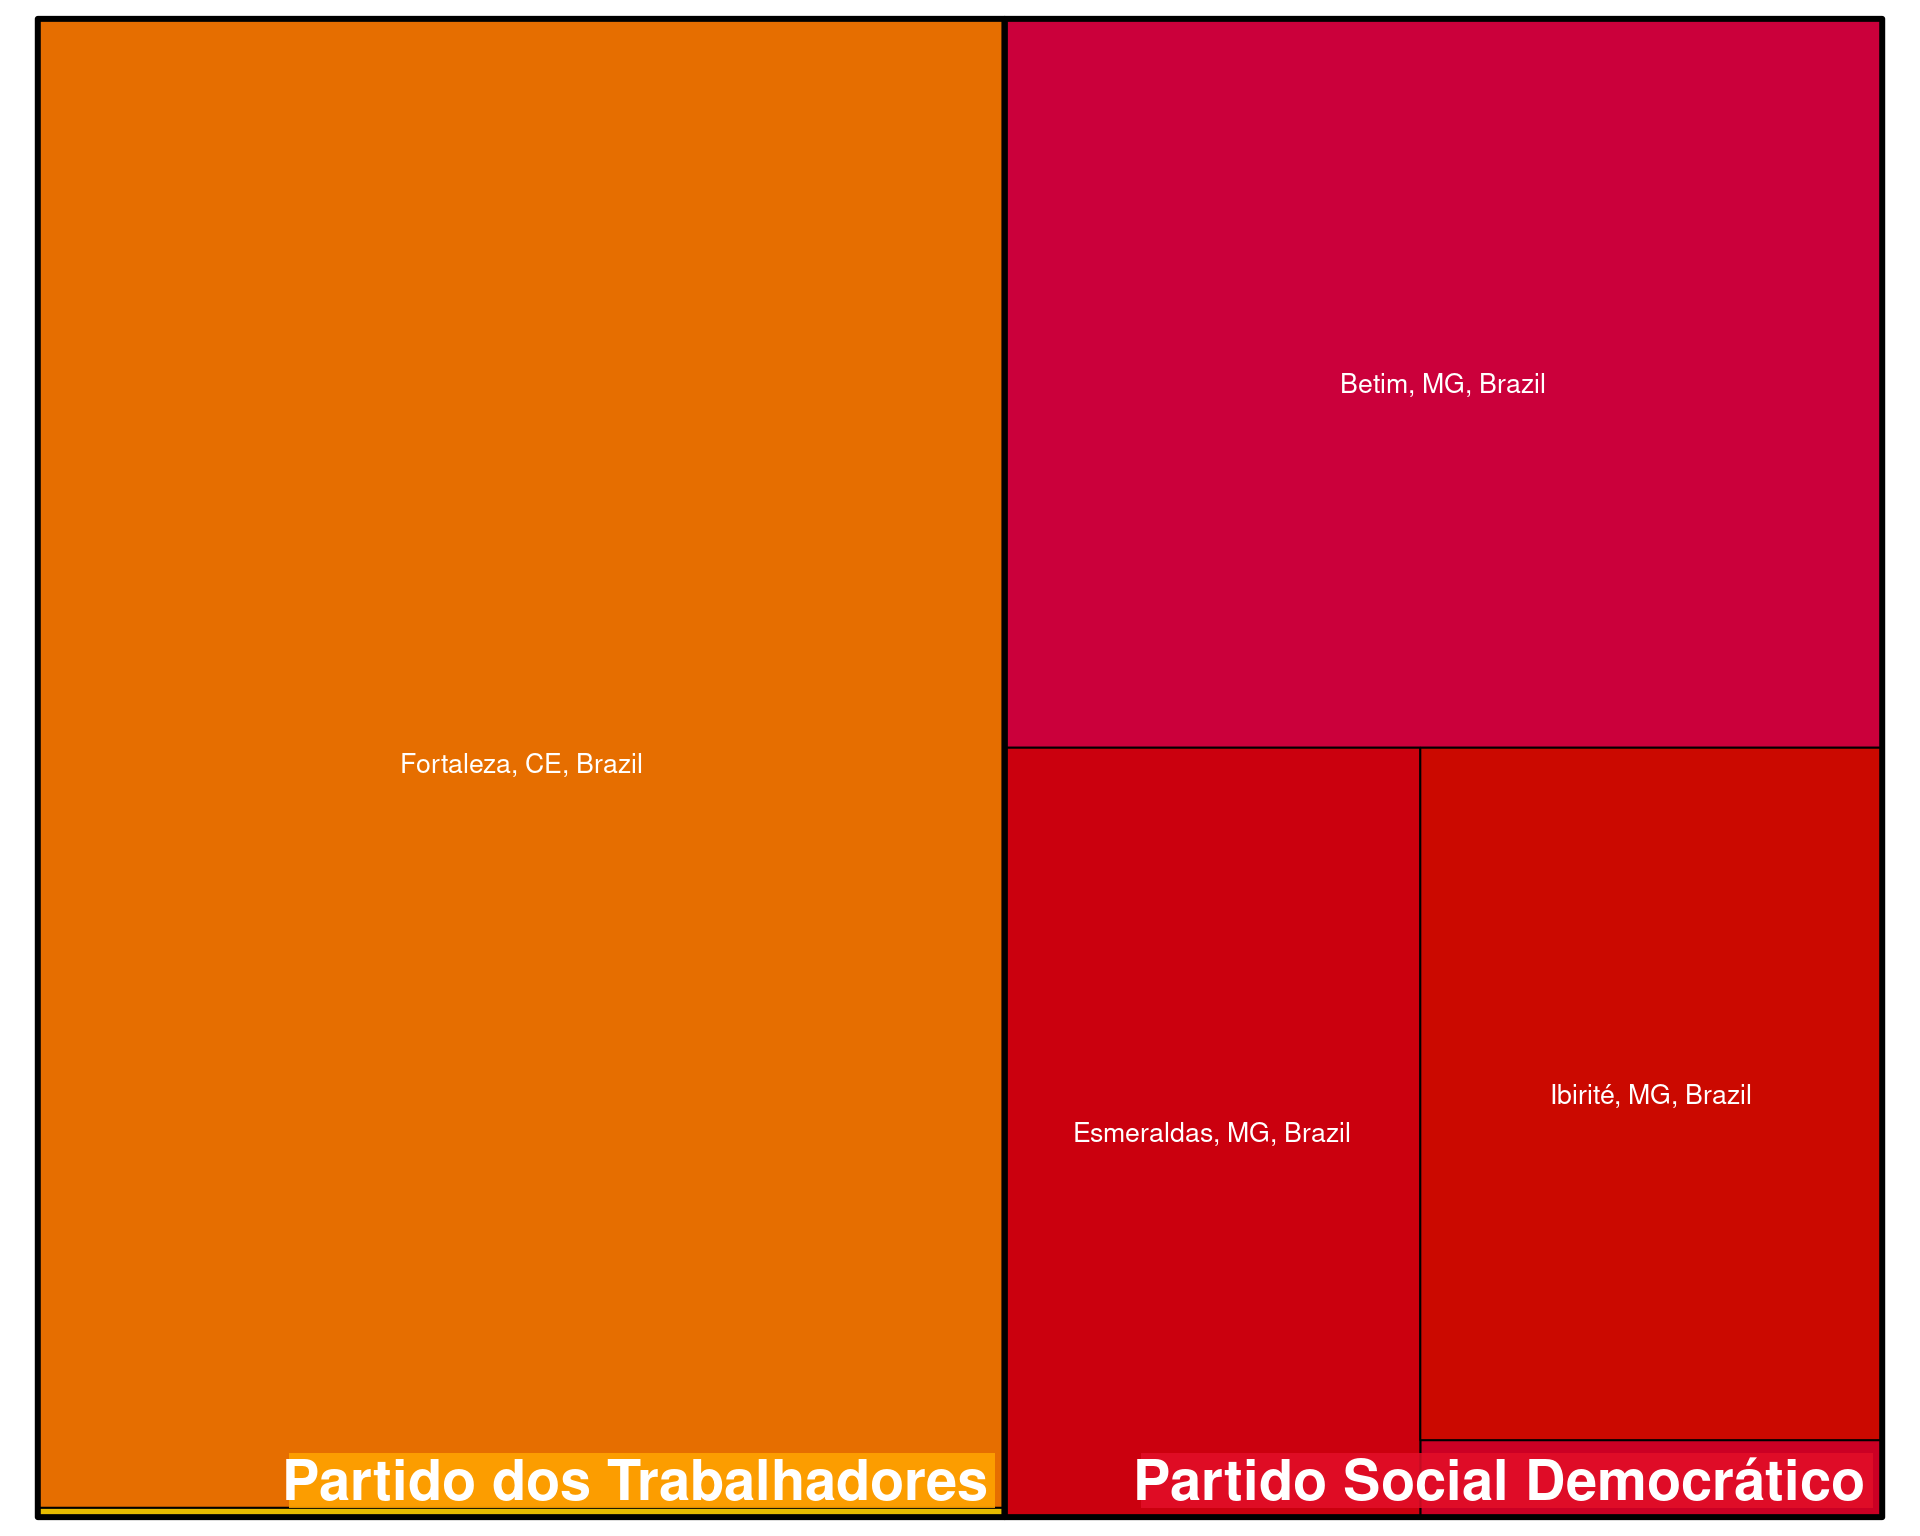 Betim, MG, Brazil
Fortaleza, CE, Brazil
Ibirité, MG, Brazil
Esmeraldas, MG, Brazil
Partido dos Trabalhadores
Partido Social Democrático